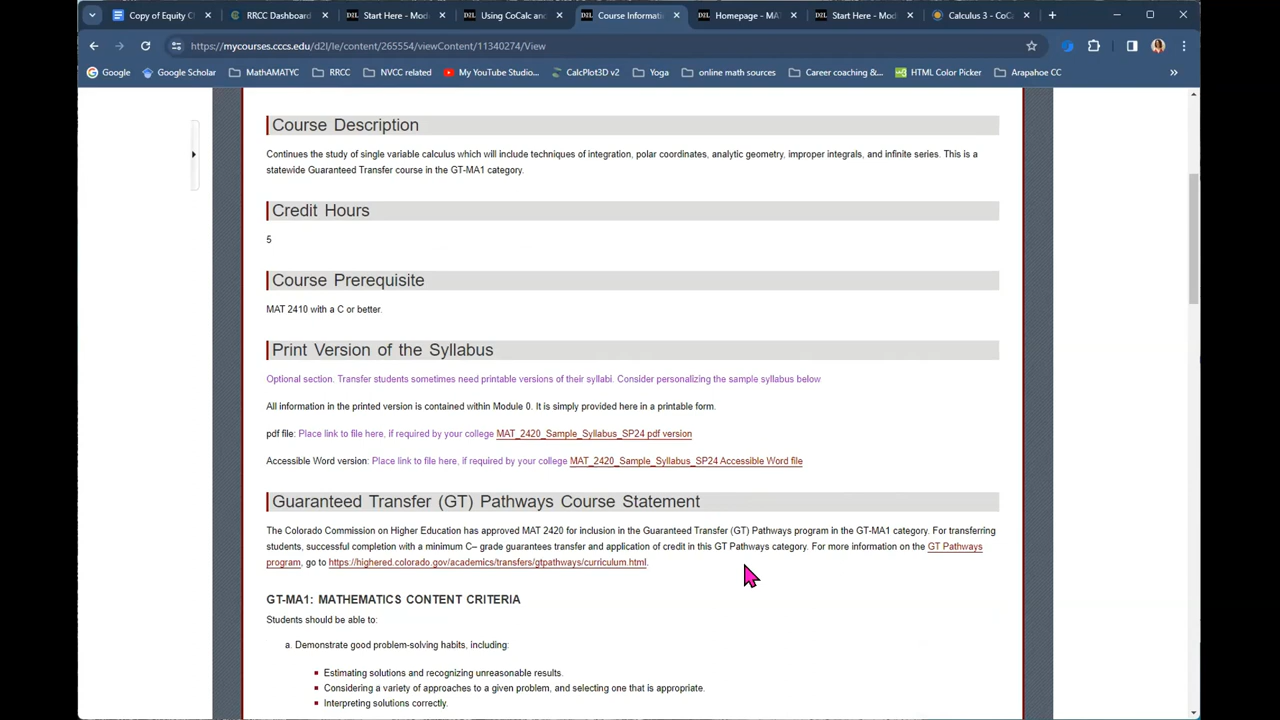 Copy of Equity C
RRCC Dashboard
Start Here - Mod
Using CoCalc an
Course Informati
Homepage - MA
Start Here - Mod
Calculus 3 - CoC
https://mycourses.cccs.edu/d2l/le/content/265554/viewContent/11340274/View
Google
Google Scholar
MathAMATYC
RRCC
NVCC related
My YouTube Studio...
CalcPlot3D v2
Yoga
online math sources
Career coaching &...
HTML Color Picker
Arapahoe CC
Course Description
Continues the study of single variable calculus which will include techniques of integration, polar coordinates, analytic geometry, improper integrals, and infinite series. This is a
statewide Guaranteed Transfer course in the GT-MA1 category.
Credit Hours
5
Course Prerequisite
MAT 2410 with a C or better.
Print Version of the Syllabus
Optional section. Transfer students sometimes need printable versions of their syllabi. Consider personalizing the sample syllabus below
All information in the printed version is contained within Module 0. It is simply provided here in a printable form.
pdf file: Place link to file here, if required by your college MAT_2420_Sample_Syllabus_SP24 pdf version
Accessible Word version: Place link to file here, if required by your college MAT_2420_Sample_Syllabus_SP24 Accessible Word file
Guaranteed Transfer (GT) Pathways Course Statement
The Colorado Commission on Higher Education has approved MAT 2420 for inclusion in the Guaranteed Transfer (GT) Pathways program in the GT-MA1 category. For transferring
students, successful completion with a minimum C– grade guarantees transfer and application of credit in this GT Pathways category. For more information on the GT Pathways
program, go to https://highered.colorado.gov/academics/transfers/gtpathways/curriculum.html.
GT-MA1: MATHEMATICS CONTENT CRITERIA
Students should be able to:
a. Demonstrate good problem-solving habits, including:
Estimating solutions and recognizing unreasonable results.
Considering a variety of approaches to a given problem, and selecting one that is appropriate.
Interpreting solutions correctly.